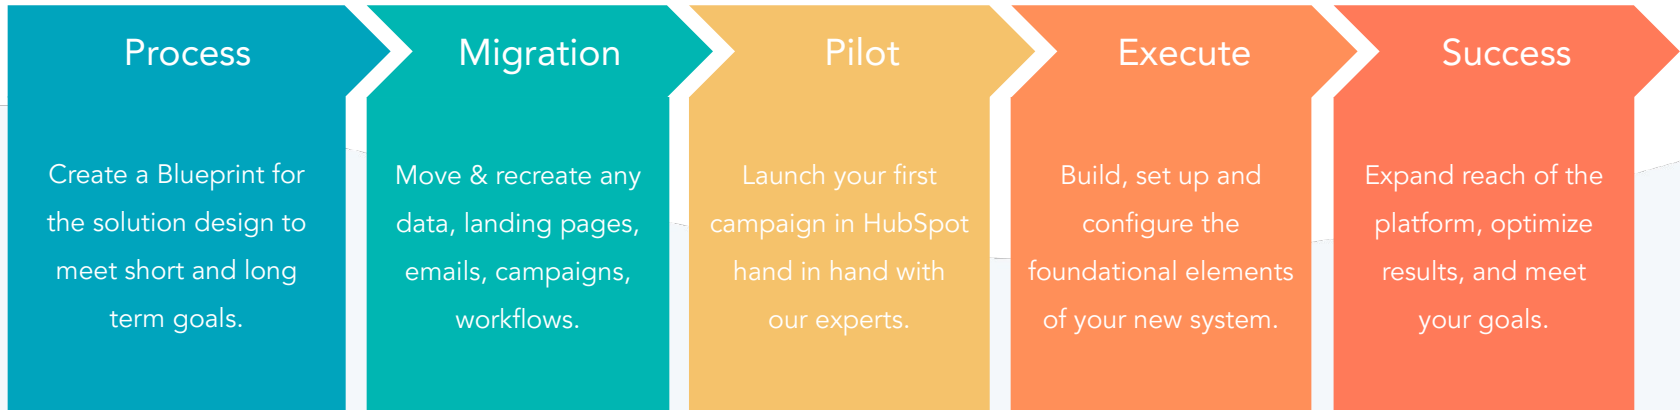 Process
Create a Blueprint for
the solution design to
meet short and long
term goals.
Migration
Move & recreate any
data, landing pages,
emails, campaigns,
workflows.
Pilot
Launch your first
campaign in HubSpot
hand in hand with
our experts.
Execute
Build, set up and
configure the
foundational elements
of your new system.
Success
Expand reach of the
platform, optimize
results, and meet
your goals.